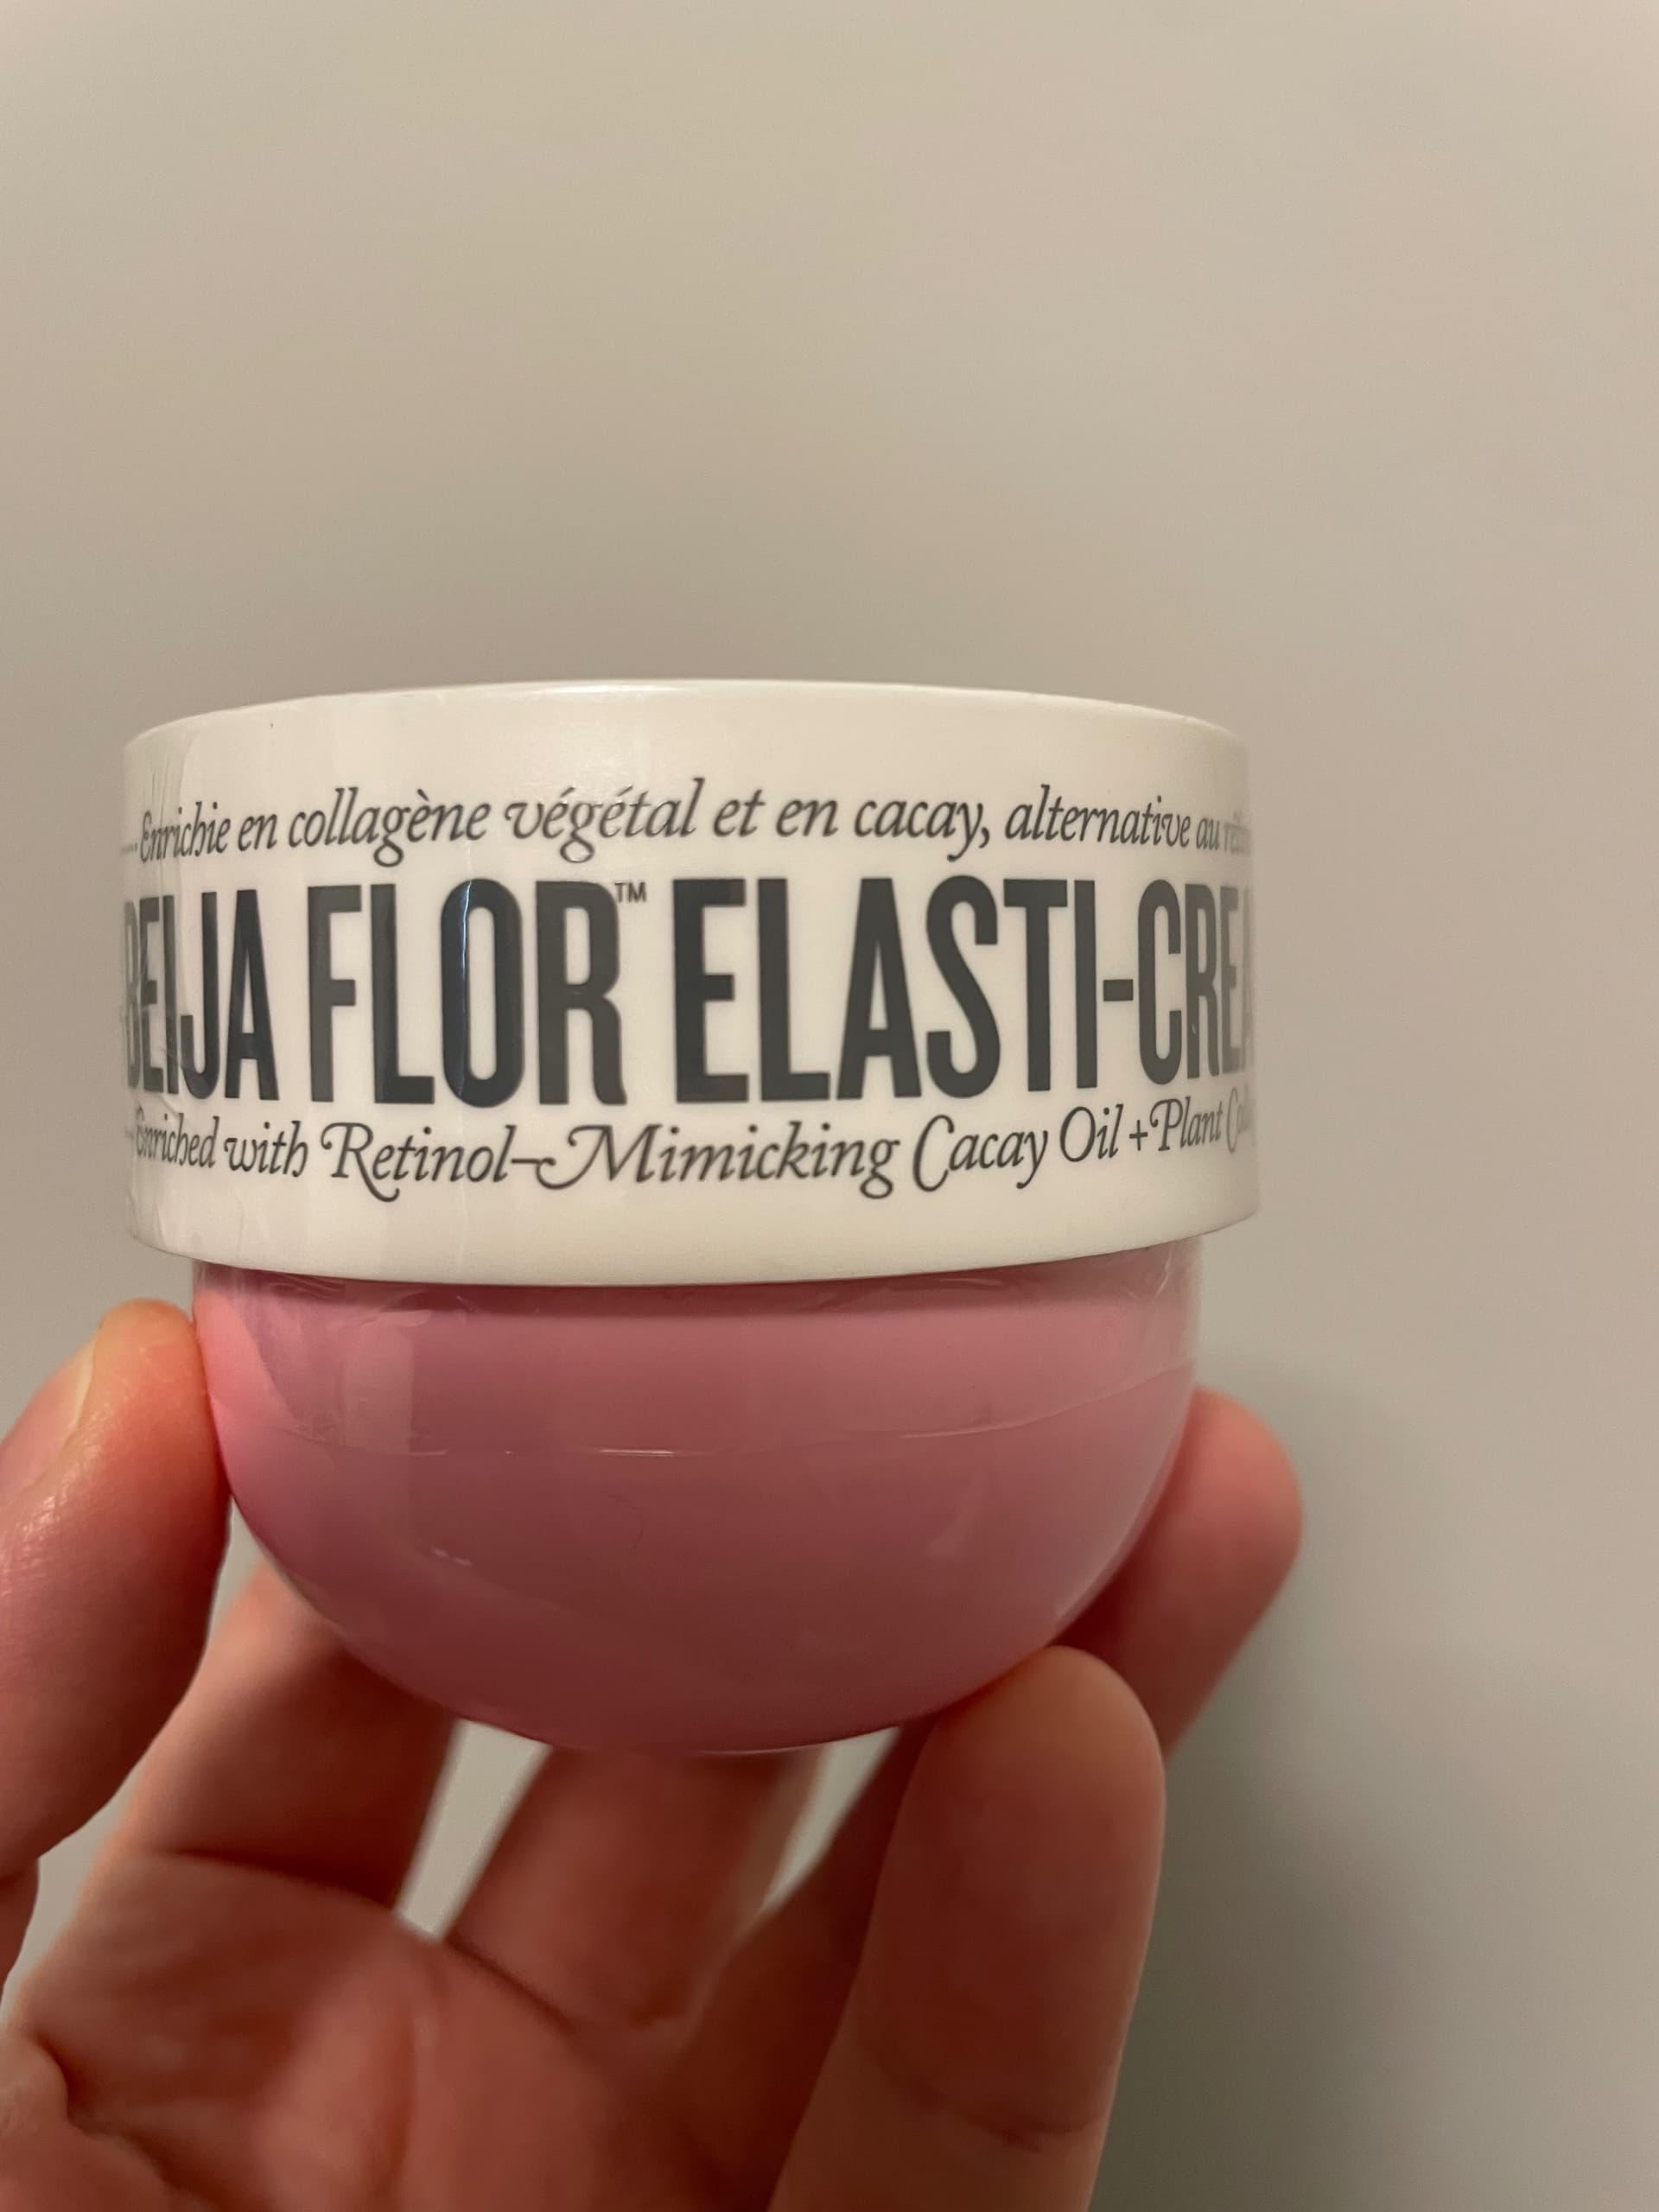 Enrichie en collagène végétal et en cacay, alternative au
BEIJA FLOR™ ELASTI-CREA
Enriched with Retinol-Mimicking Cacay Oil + Plant